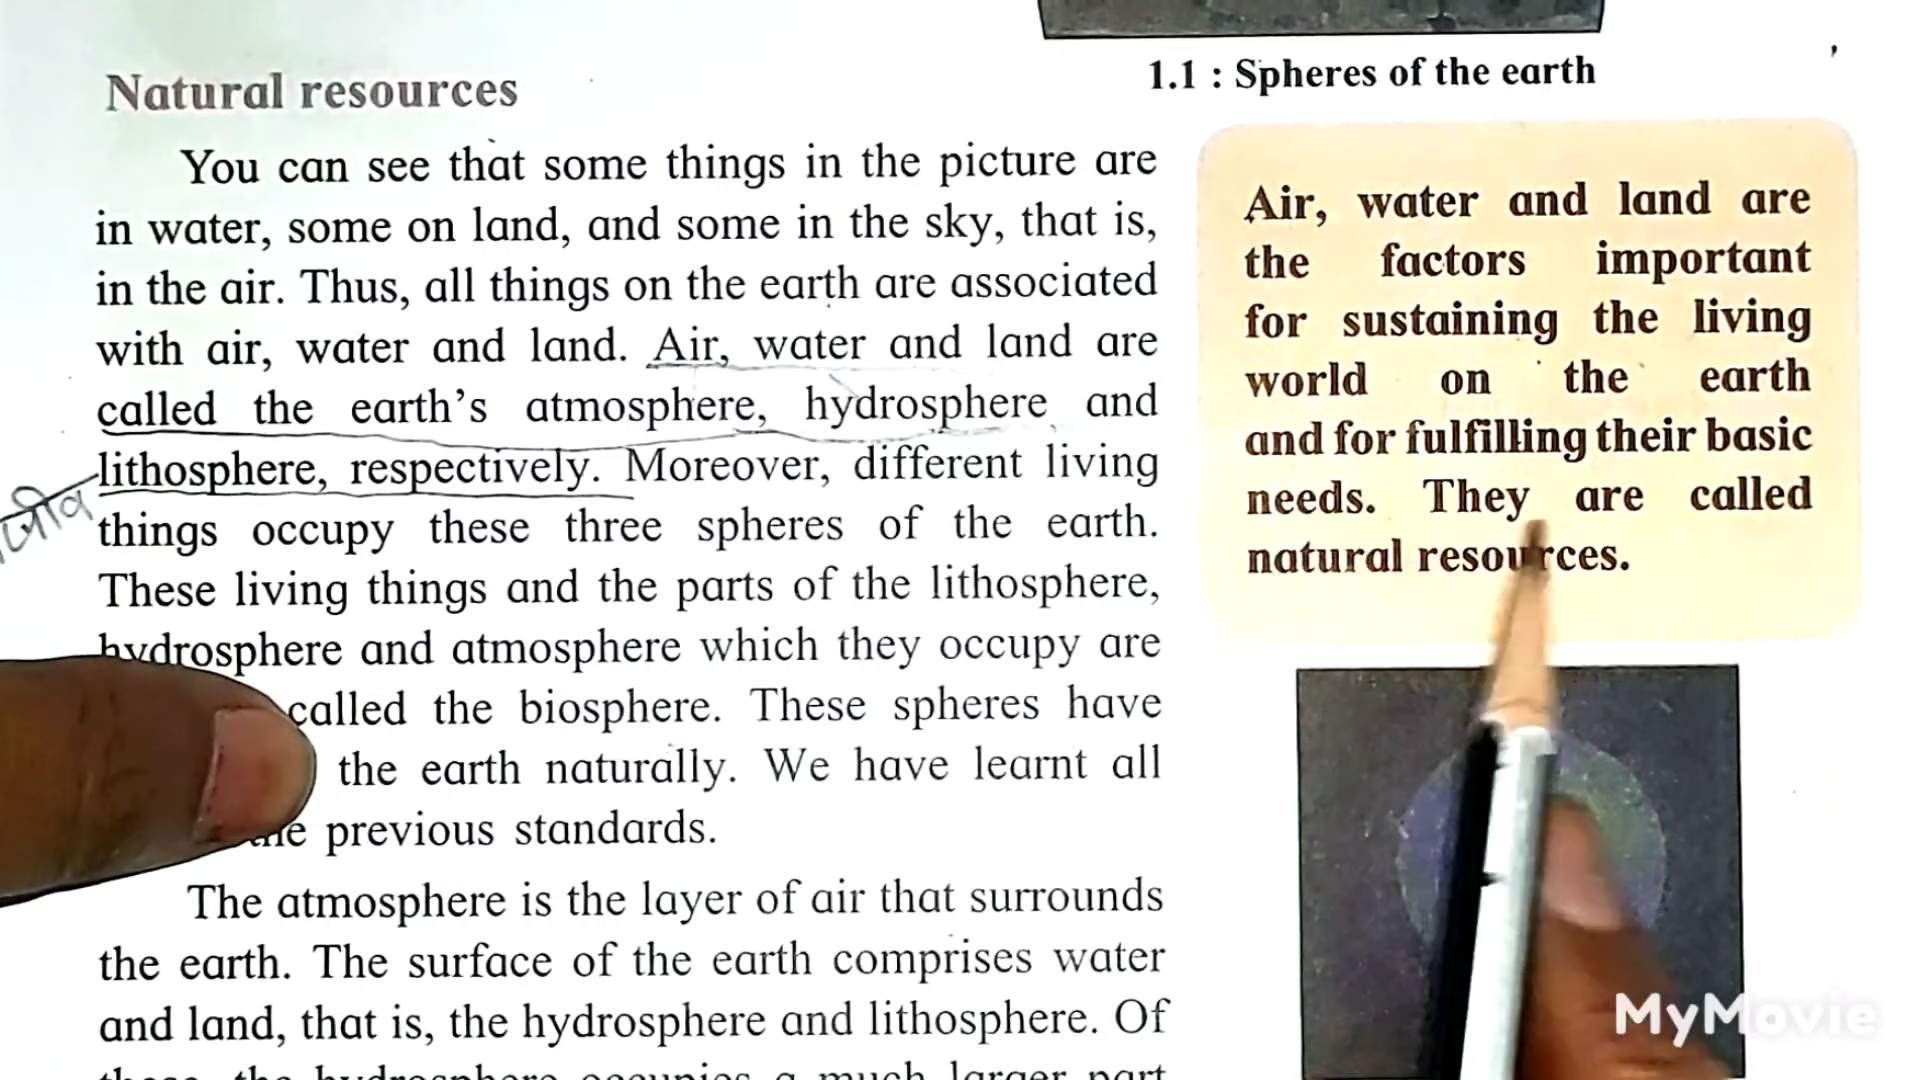 Natural resources
You can see that some things in the picture are
in water, some on land, and some in the sky, that is,
in the air. Thus, all things on the earth are associated
with air, water and land. Air, water and land are
called the earth's atmosphere, hydrosphere and
lithosphere, respectively. Moreover, different living
things occupy these three spheres of the earth.
These living things and the parts of the lithosphere,
hydrosphere and atmosphere which they occupy are
called the biosphere. These spheres have
the earth naturally. We have learnt all
previous standards.
The atmosphere is the layer of air that surrounds
the earth. The surface of the earth comprises water
and land, that is, the hydrosphere and lithosphere. Of
these, the hydrosphere occupies a much larger part
1.1 : Spheres of the earth
Air, water and land are
the factors important
for sustaining the living
world on the earth
and for fulfilling their basic
needs. They are called
natural resources.
MyMovie